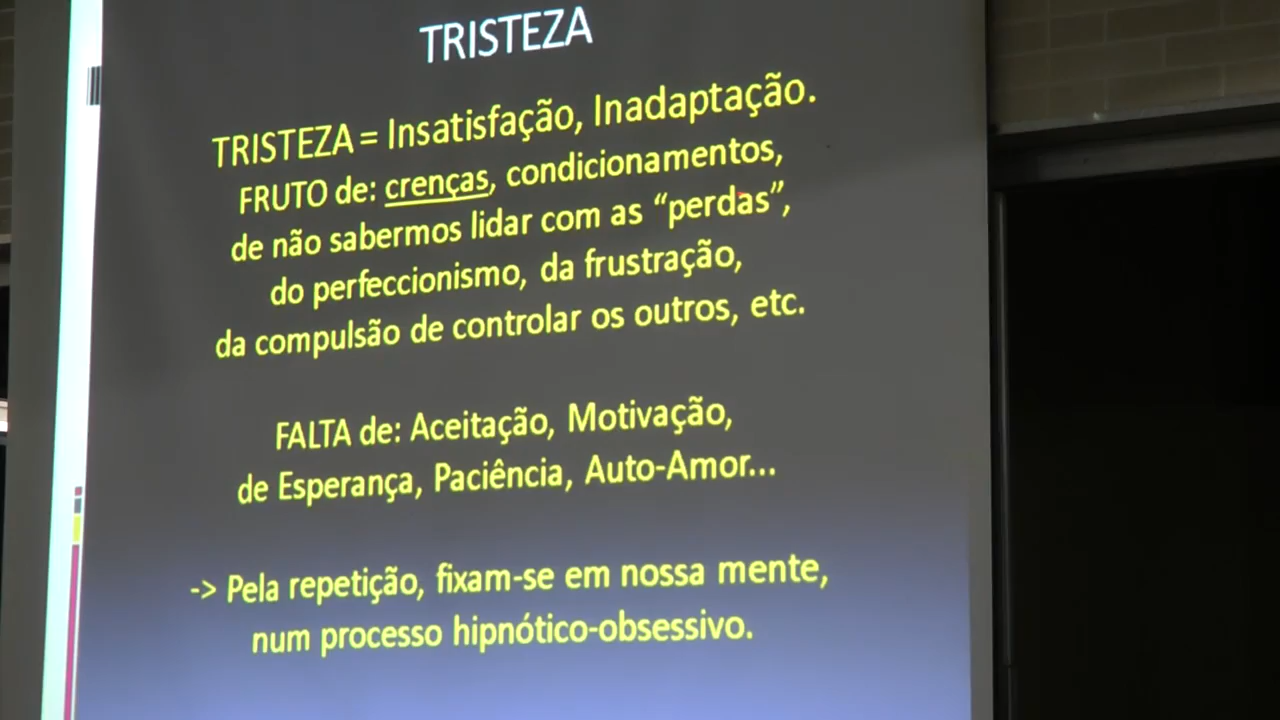 TRISTEZA
TRISTEZA = Insatisfação, Inadaptação.
FRUTO de: crenças, condicionamentos,
de não sabermos lidar com as “perdas”,
do perfeccionismo, da frustração,
da compulsão de controlar os outros, etc.
FALTA de: Aceitação, Motivação,
de Esperança, Paciência, Auto-Amor...
-> Pela repetição, fixam-se em nossa mente,
num processo hipnótico-obsessivo.